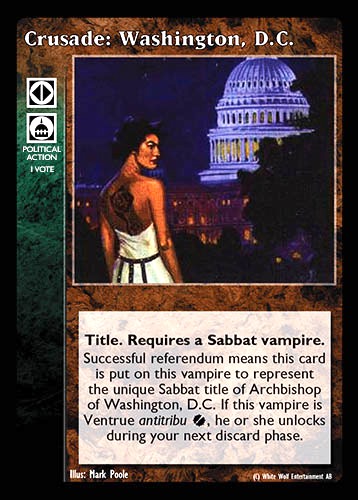 Crusade: Washington, D.C.
POLITICAL
ACTION
1 VOTE
Title. Requires a Sabbat vampire.
Successful referendum means this card
is put on this vampire to represent
the unique Sabbat title of Archbishop
of Washington, D.C. If this vampire is
Ventrue antitribu , he or she unlocks
during your next discard phase.
Illus: Mark Poole
(C) White Wolf Entertainment AB